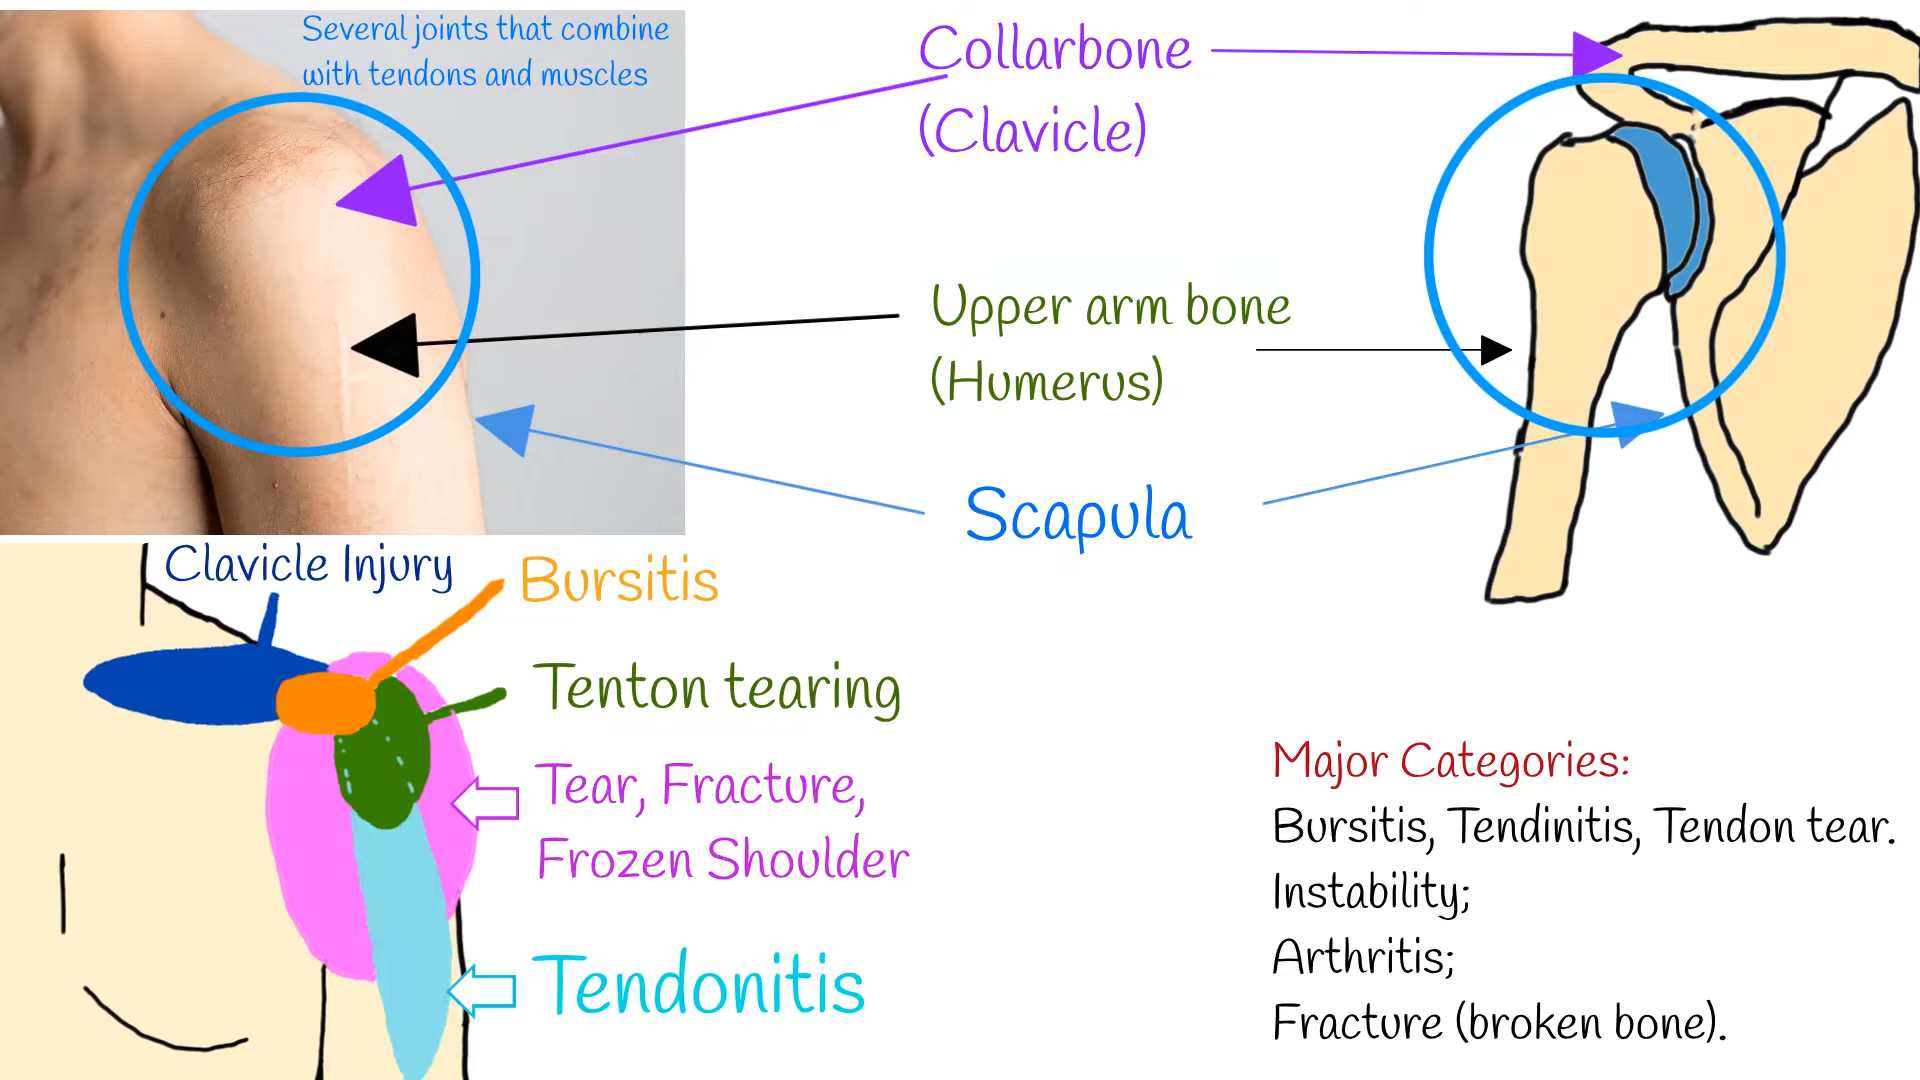 Several joints that combine
with tendons and muscles
Collarbone
(Clavicle)
Upper arm bone
(Humerus)
Scapula
Clavicle Injury
Bursitis
Tenton tearing
Tear, Fracture,
Frozen Shoulder
Tendonitis
Major Categories:
Bursitis, Tendinitis, Tendon tear.
Instability;
Arthritis;
Fracture (broken bone).